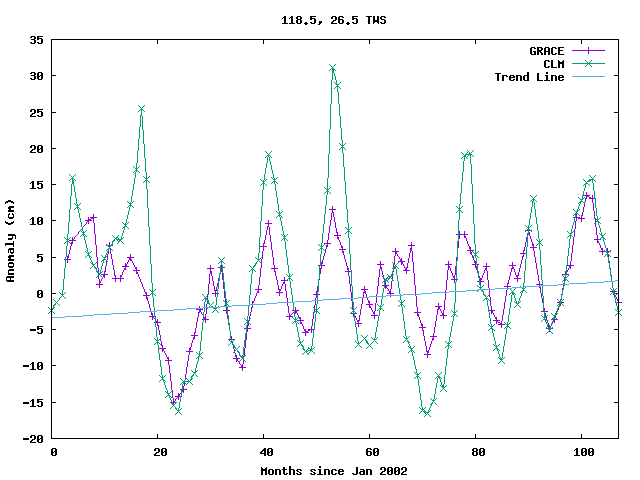 118.5, 26.5 TWS
GRACE
CLM
Trend Line
35
30
25
20
15
10
5
0
-5
-10
-15
-20
Anomaly (cm)
0 20 40 60 80 100
Months since Jan 2002